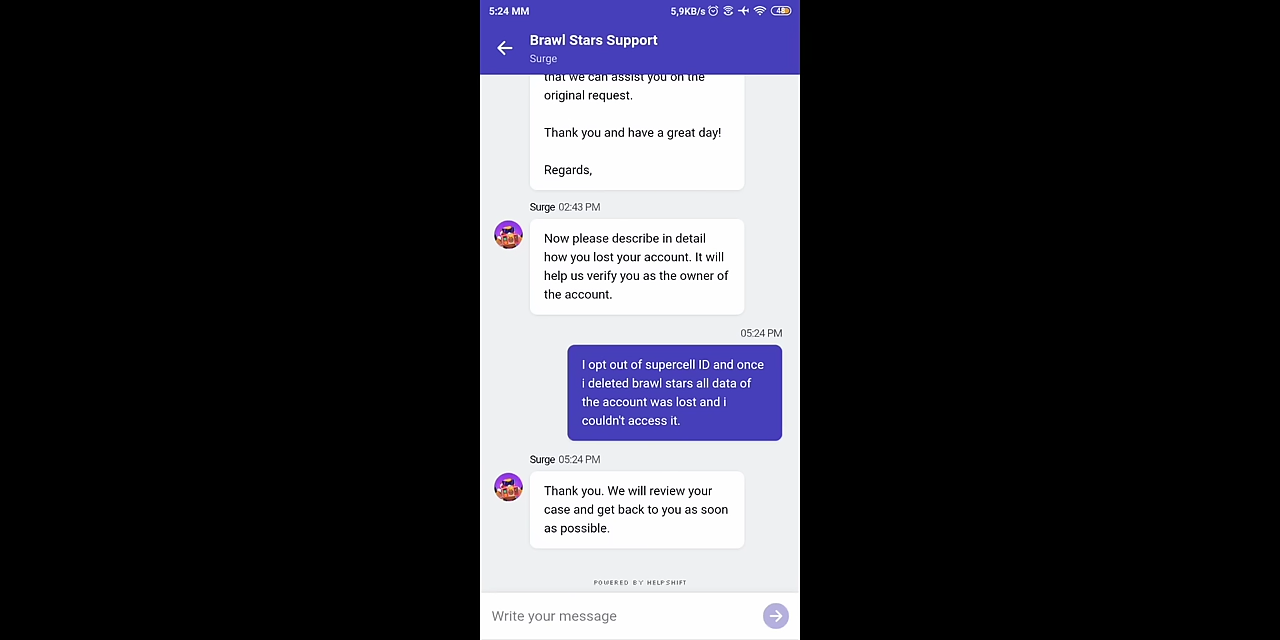 5:24 MM
5,9KB/s
48
Brawl Stars Support
Surge
that we can assist you on the
original request.
Thank you and have a great day!
Regards,
Surge 02:43 PM
Now please describe in detail
how you lost your account. It will
help us verify you as the owner of
the account.
05:24 PM
I opt out of supercell ID and once
i deleted brawl stars all data of
the account was lost and i
couldn't access it.
Surge 05:24 PM
Thank you. We will review your
case and get back to you as soon
as possible.
POWERED BY HELPSHIFT
Write your message